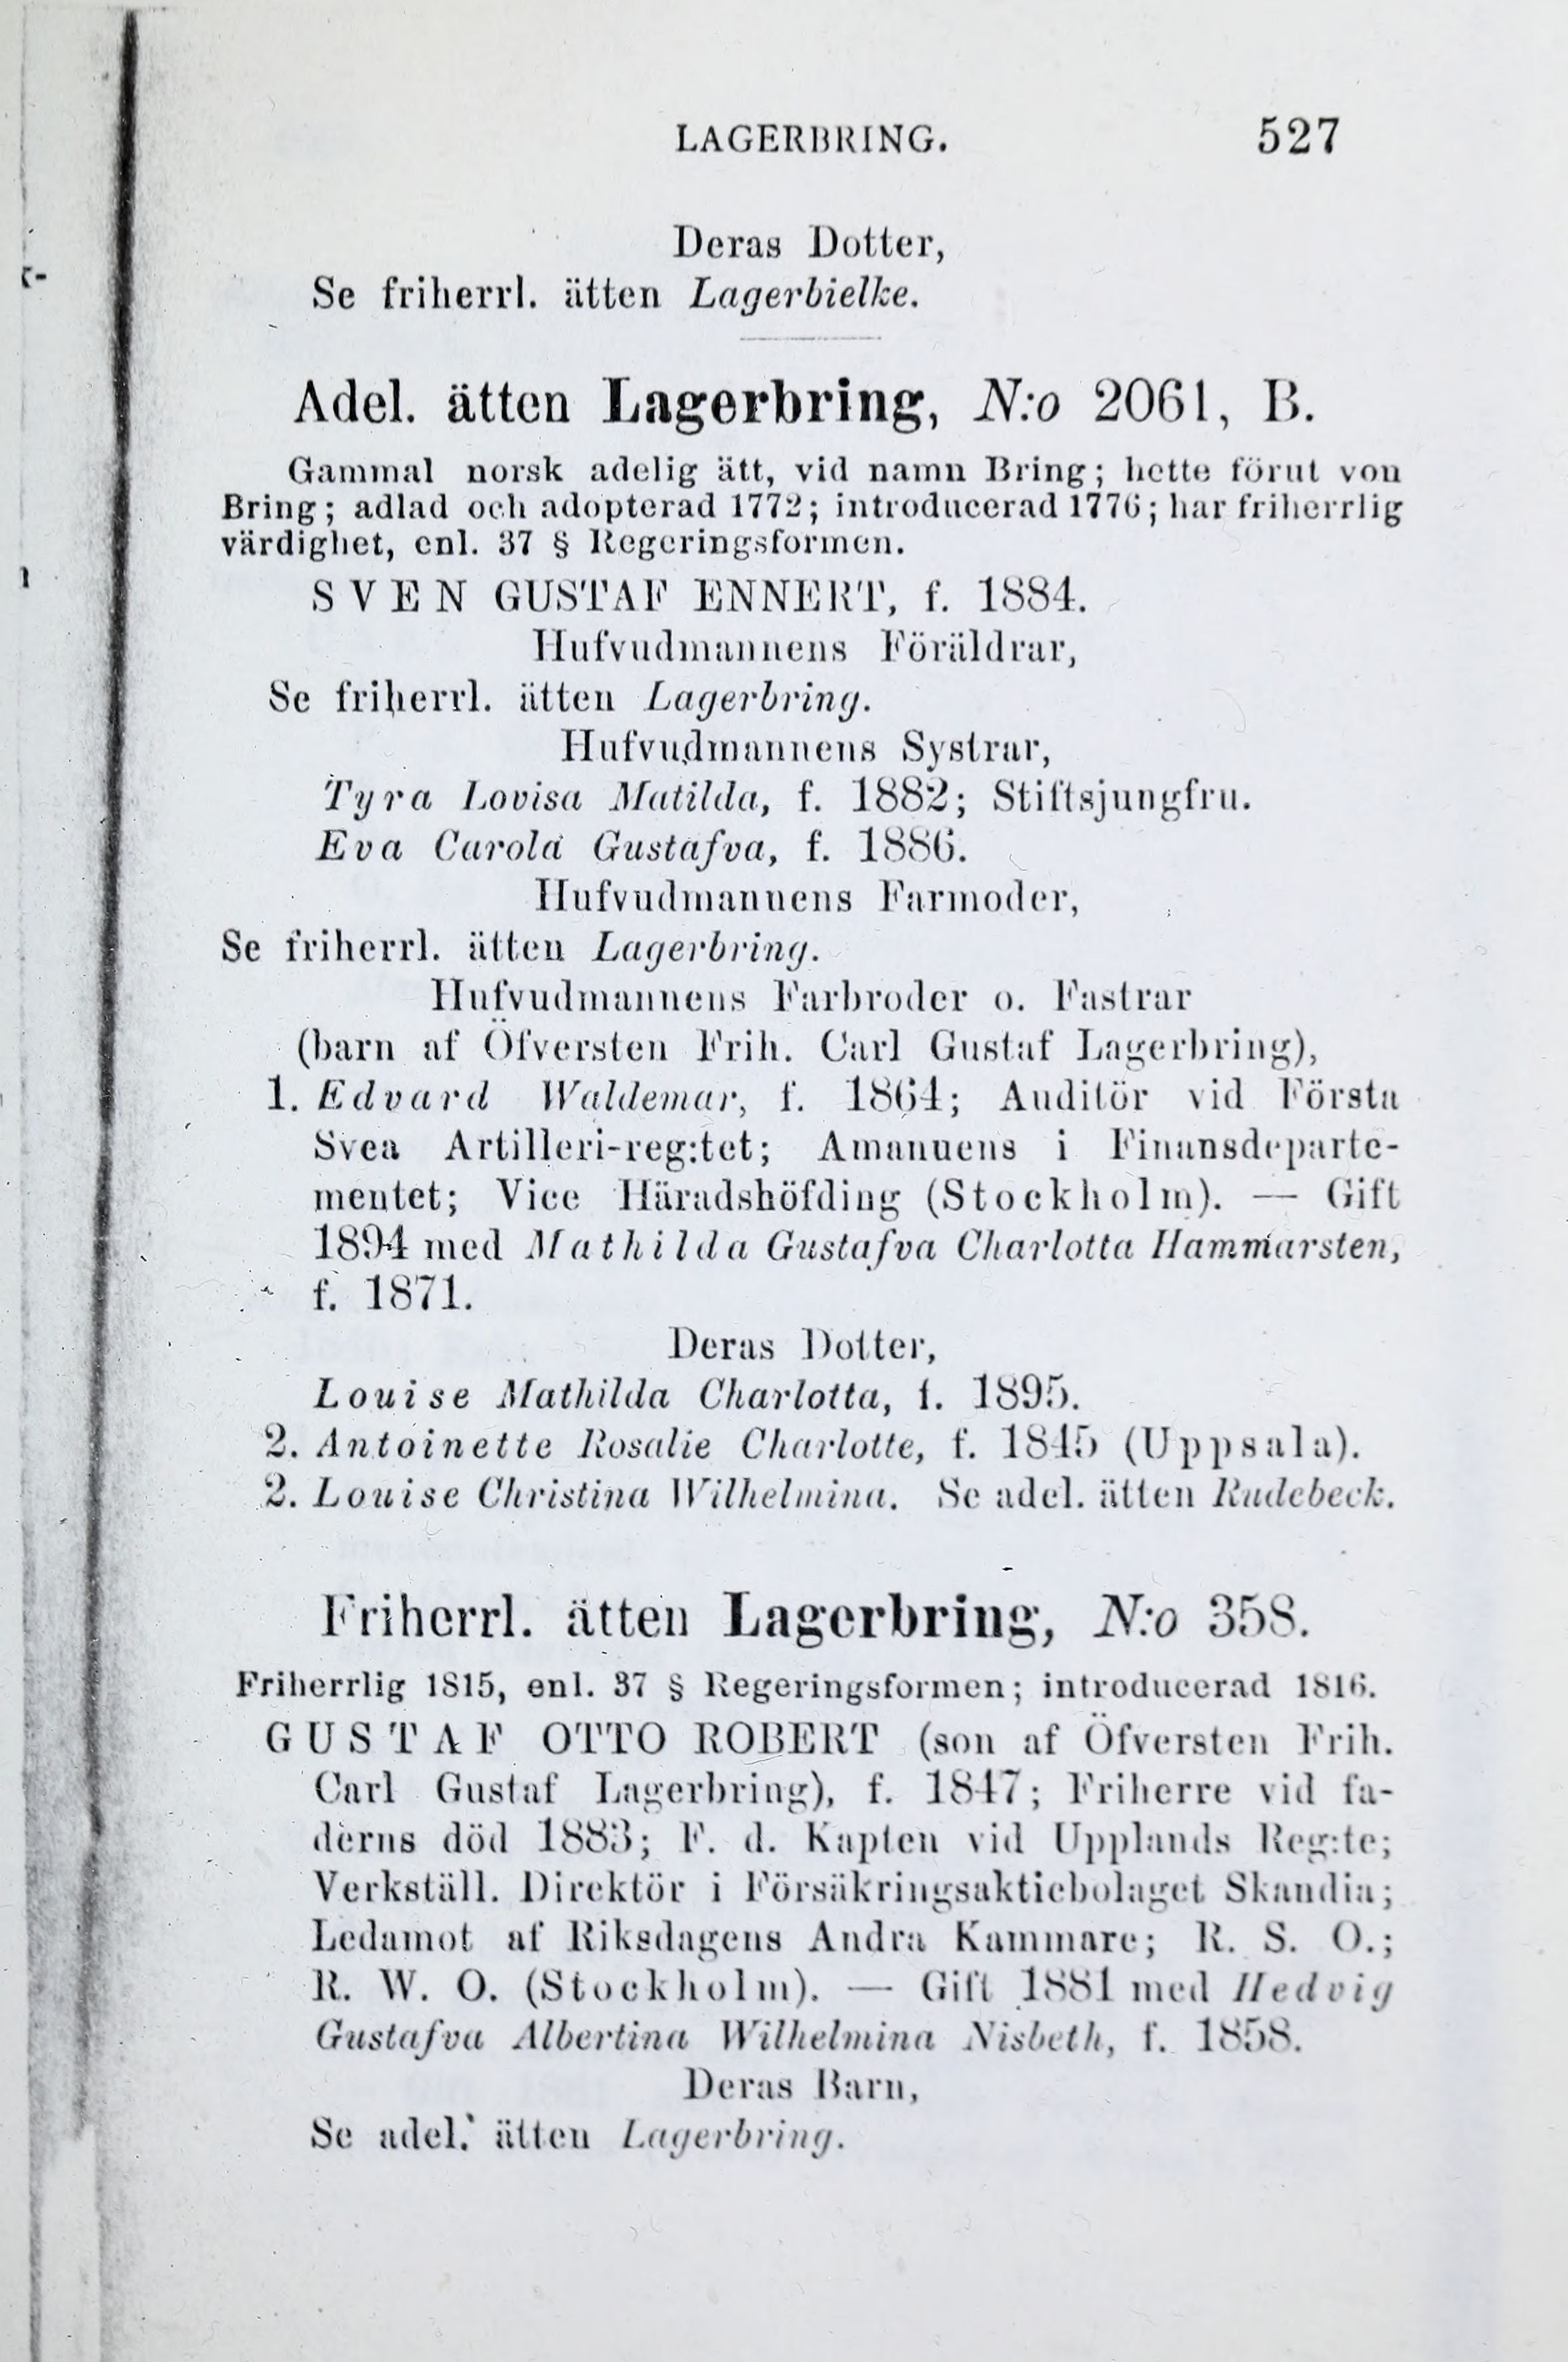 LAGERBRING. 527
Deras Dotter,
Se friherrl. ätten Lagerbielke.
Adel. ätten Lagerbring, N:o 2061, B.
Gammal norsk adelig ätt, vid namn Bring; hette förut von
Bring; adlad och adopterad 1772; introducerad 1776; har friherrlig
värdighet, enl. 37 § Regeringsformen.
SVEN GUSTAF ENNERT, f. 1884.
Hufvudmannens Föräldrar,
Se friherrl. ätten Lagerbring.
Hufvudmannens Systrar,
Tyra Lovisa Matilda, f. 1882; Stiftsjungfru.
Eva Carola Gustafva, f. 1886.
Hufvudmannens Farmoder,
Se friherrl. ätten Lagerbring.
Hufvudmannens Farbroder o. Fastrar
(barn af Öfversten Frih. Carl Gustaf Lagerbring),
1. Edvard Waldemar, f. 1864; Auditör vid Första
Svea Artilleri-reg:tet; Amanuens i Finansdeparte-
mentet; Vice Häradshöfding (Stockholm). — Gift
1894 med Mathilda Gustafva Charlotta Hammarsten,
f. 1871.
Deras Dotter,
Louise Mathilda Charlotta, f. 1895.
2. Antoinette Rosalie Charlotte, f. 1845 (Uppsala).
2. Louise Christina Wilhelmina. Se adel. ätten Rudebeck.
Friherrl. ätten Lagerbring, N:o 358.
Friherrlig 1815, enl. 37 § Regeringsformen; introducerad 1816.
GUSTAF OTTO ROBERT (son af Öfversten Frih.
Carl Gustaf Lagerbring), f. 1847; Friherre vid fa-
derns död 1883; F. d. Kapten vid Upplands Reg:te;
Verkställ. Direktör i Försäkringsaktiebolaget Skandia;
Ledamot af Riksdagens Andra Kammare; R. S. O.;
R. W. O. (Stockholm). — Gift 1881 med Hedvig
Gustafva Albertina Wilhelmina Nisbeth, f. 1858.
Deras Barn,
Se adel. ätten Lagerbring.